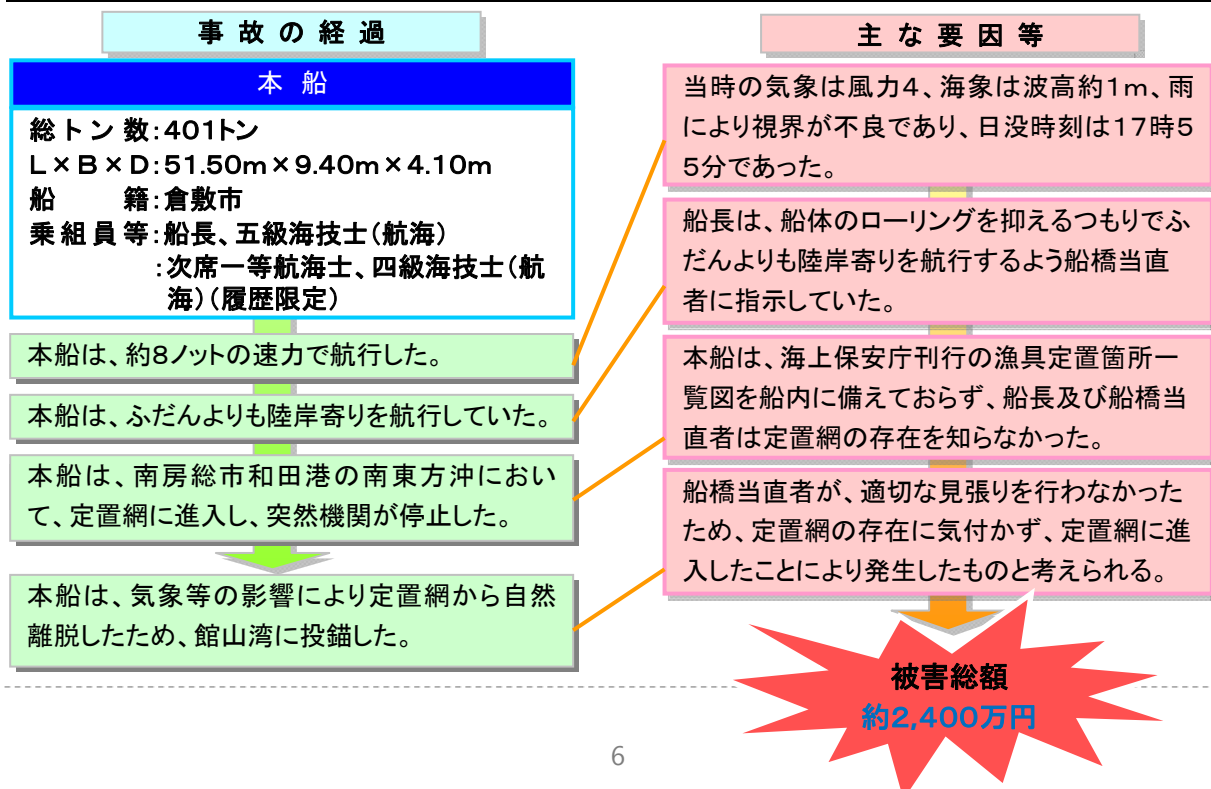 事故の経過
本船
総トン数:401トン
L×B×D:51.50m×9.40m×4.10m
船籍:倉敷市
乗組員等:船長、五級海技士(航海)
:次席一等航海士、四級海技士(航
海)(履歴限定)
本船は、約8ノットの速力で航行した。
本船は、ふだんよりも陸岸寄りを航行していた。
本船は、南房総市和田港の南東方沖におい
て、定置網に進入し、突然機関が停止した。
本船は、気象等の影響により定置網から自然
離脱したため、館山湾に投錨した。
主な要因等
当時の気象は風力4、海象は波高約1m、雨
により視界が不良であり、日没時刻は17時5
5分であった。
船長は、船体のローリングを抑えるつもりでふ
だんよりも陸岸寄りを航行するよう船橋当直
者に指示していた。
本船は、海上保安庁刊行の漁具定置箇所一
覧図を船内に備えておらず、船長及び船橋当
直者は定置網の存在を知らなかった。
船橋当直者が、適切な見張りを行わなかった
ため、定置網の存在に気付かず、定置網に進
入したことにより発生したものと考えられる。
被害総額
約2,400万円
6